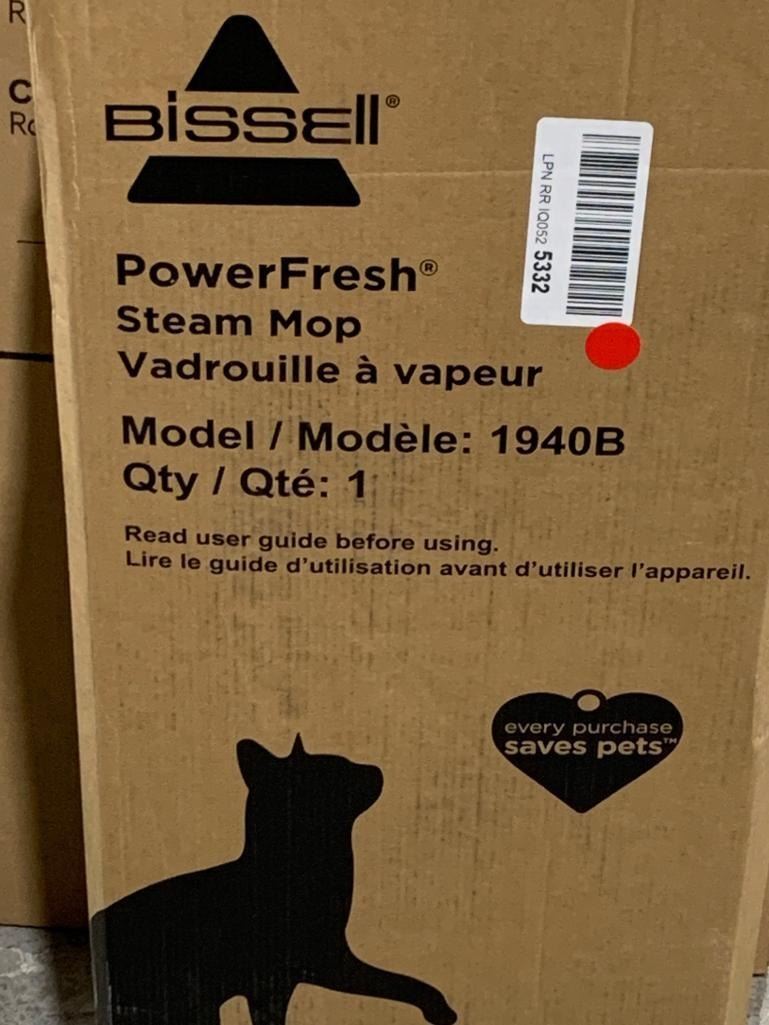 R
C
Bissell®
LPN RR IQ052 5332
PowerFresh®
Steam Mop
Vadrouille à vapeur
Model / Modèle: 1940B
Qty / Qté: 1
Read user guide before using.
Lire le guide d'utilisation avant d'utiliser l'appareil.
every purchase
saves pets™